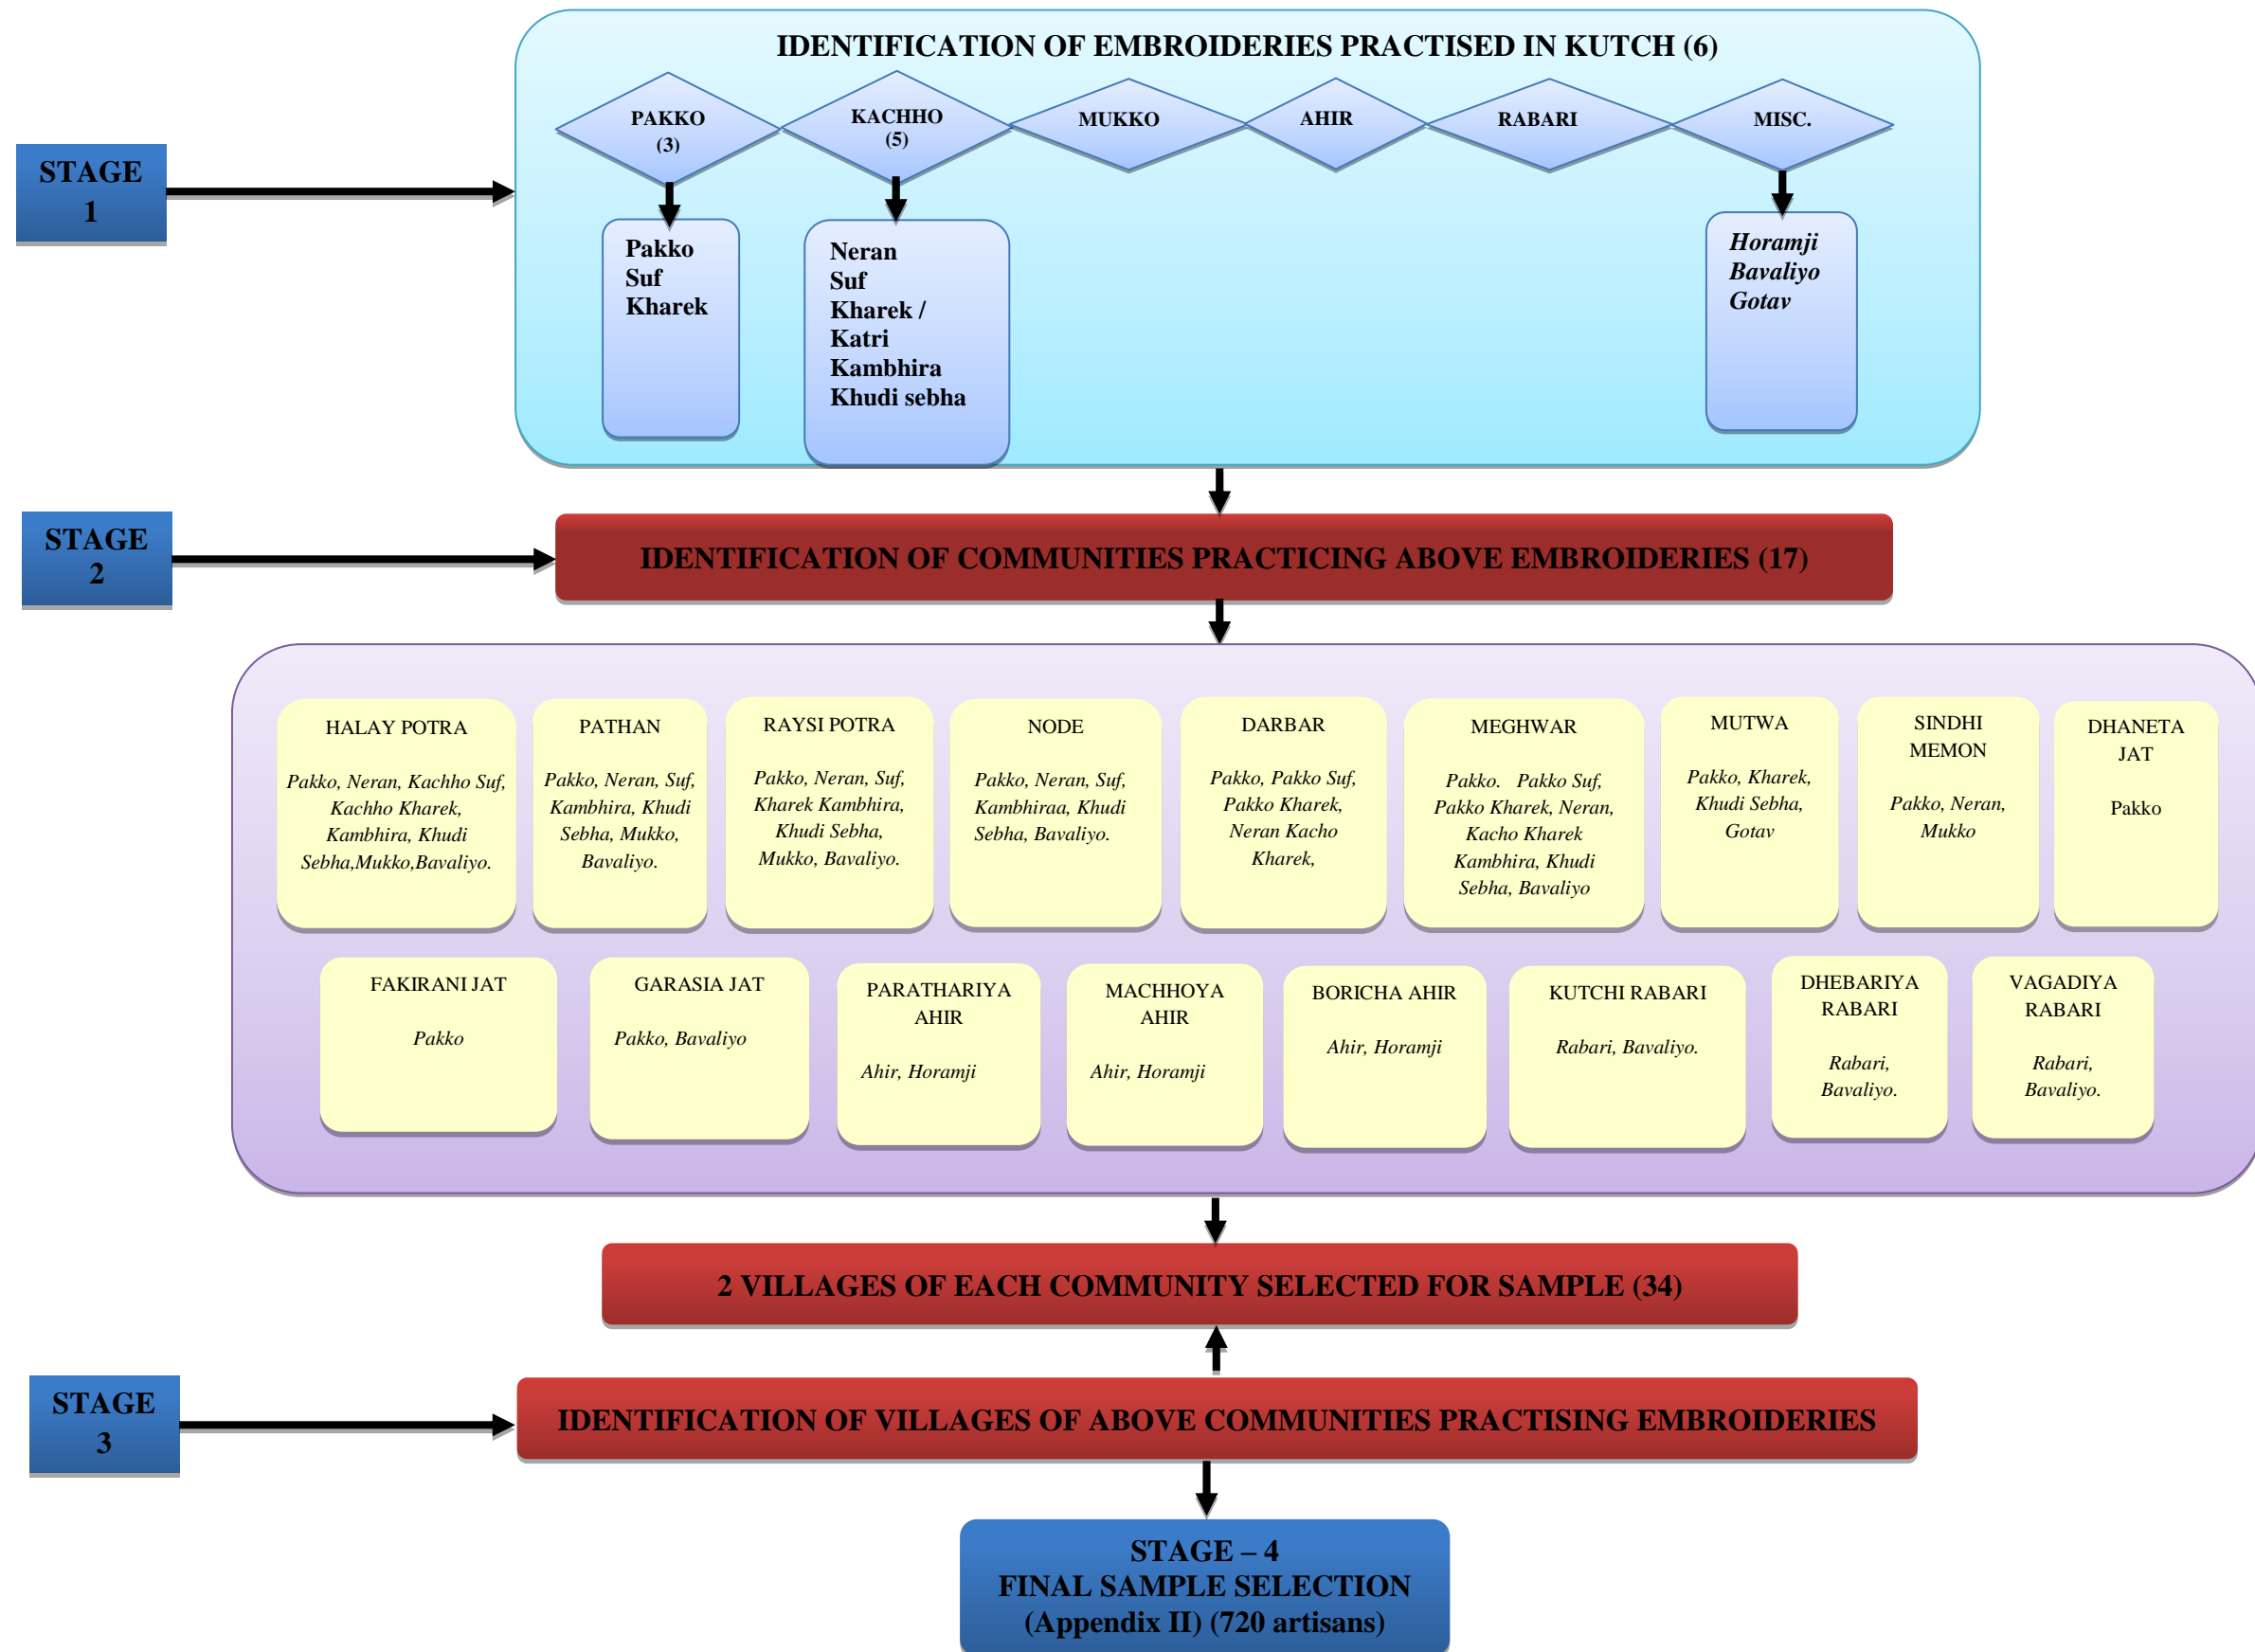 IDENTIFICATION OF EMBROIDERIES PRACTISED IN KUTCH (6)
PAKKO
(3)
KACHHO
(5)
MUKKO
AHIR
RABARI
MISC.
STAGE
1
Pakko
Suf
Kharek
Neran
Suf
Kharek /
Katri
Kambhira
Khudi sebha
Horamji
Bavaliyo
Gotav
STAGE
2
IDENTIFICATION OF COMMUNITIES PRACTICING ABOVE EMBROIDERIES (17)
HALAY POTRA
Pakko, Neran, Kachho Suf,
Kachho Kharek,
Kambhira, Khudi
Sebha,Mukko,Bavaliyo.
PATHAN
Pakko, Neran, Suf,
Kambhira, Khudi
Sebha, Mukko,
Bavaliyo.
RAYSI POTRA
Pakko, Neran, Suf,
Kharek Kambhira,
Khudi Sebha,
Mukko, Bavaliyo.
NODE
Pakko, Neran, Suf,
Kambhiraa, Khudi
Sebha, Bavaliyo.
DARBAR
Pakko, Pakko Suf,
Pakko Kharek,
Neran Kacho
Kharek,
MEGHWAR
Pakko. Pakko Suf,
Pakko Kharek, Neran,
Kacho Kharek
Kambhira, Khudi
Sebha, Bavaliyo
MUTWA
Pakko, Kharek,
Khudi Sebha,
Gotav
SINDHI
MEMON
Pakko, Neran,
Mukko
DHANETA
JAT
Pakko
FAKIRANI JAT
Pakko
GARASIA JAT
Pakko, Bavaliyo
PARATHARIYA
AHIR
Ahir, Horamji
MACHHOYA
AHIR
Ahir, Horamji
BORICHA AHIR
Ahir, Horamji
KUTCHI RABARI
Rabari, Bavaliyo.
DHEBARIYA
RABARI
Rabari,
Bavaliyo.
VAGADIYA
RABARI
Rabari,
Bavaliyo.
2 VILLAGES OF EACH COMMUNITY SELECTED FOR SAMPLE (34)
STAGE
3
IDENTIFICATION OF VILLAGES OF ABOVE COMMUNITIES PRACTISING EMBROIDERIES
STAGE – 4
FINAL SAMPLE SELECTION
(Appendix II) (720 artisans)